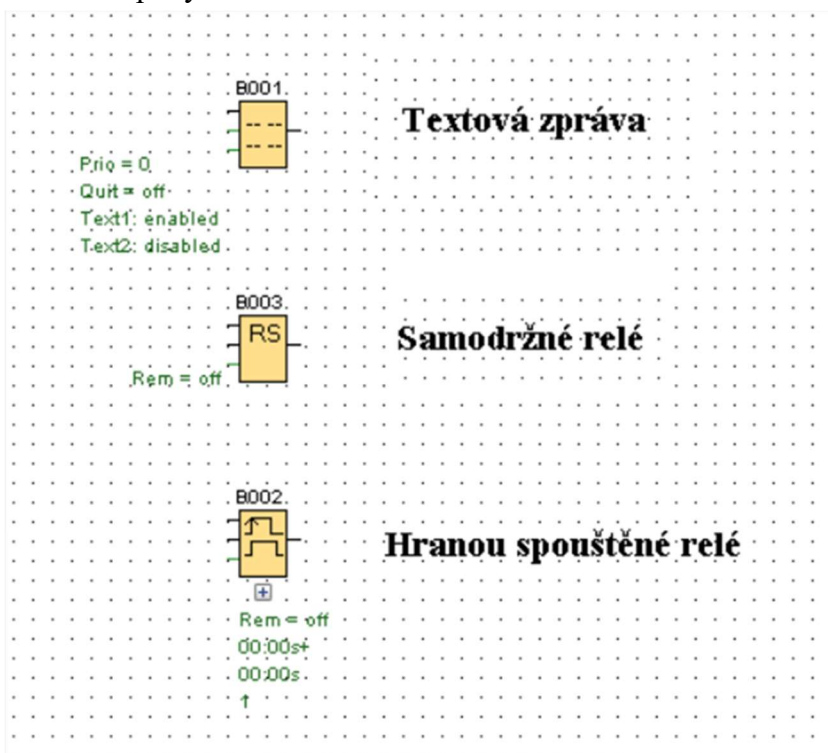 B001
Textová zpráva
Prio = 0
Quit = off
Text1: enabled
Text2: disabled
B003
RS
Samodržné relé
Rem = off
B002
Hranou spouštěné relé
Rem = off
00:00s+
00:00s
↑